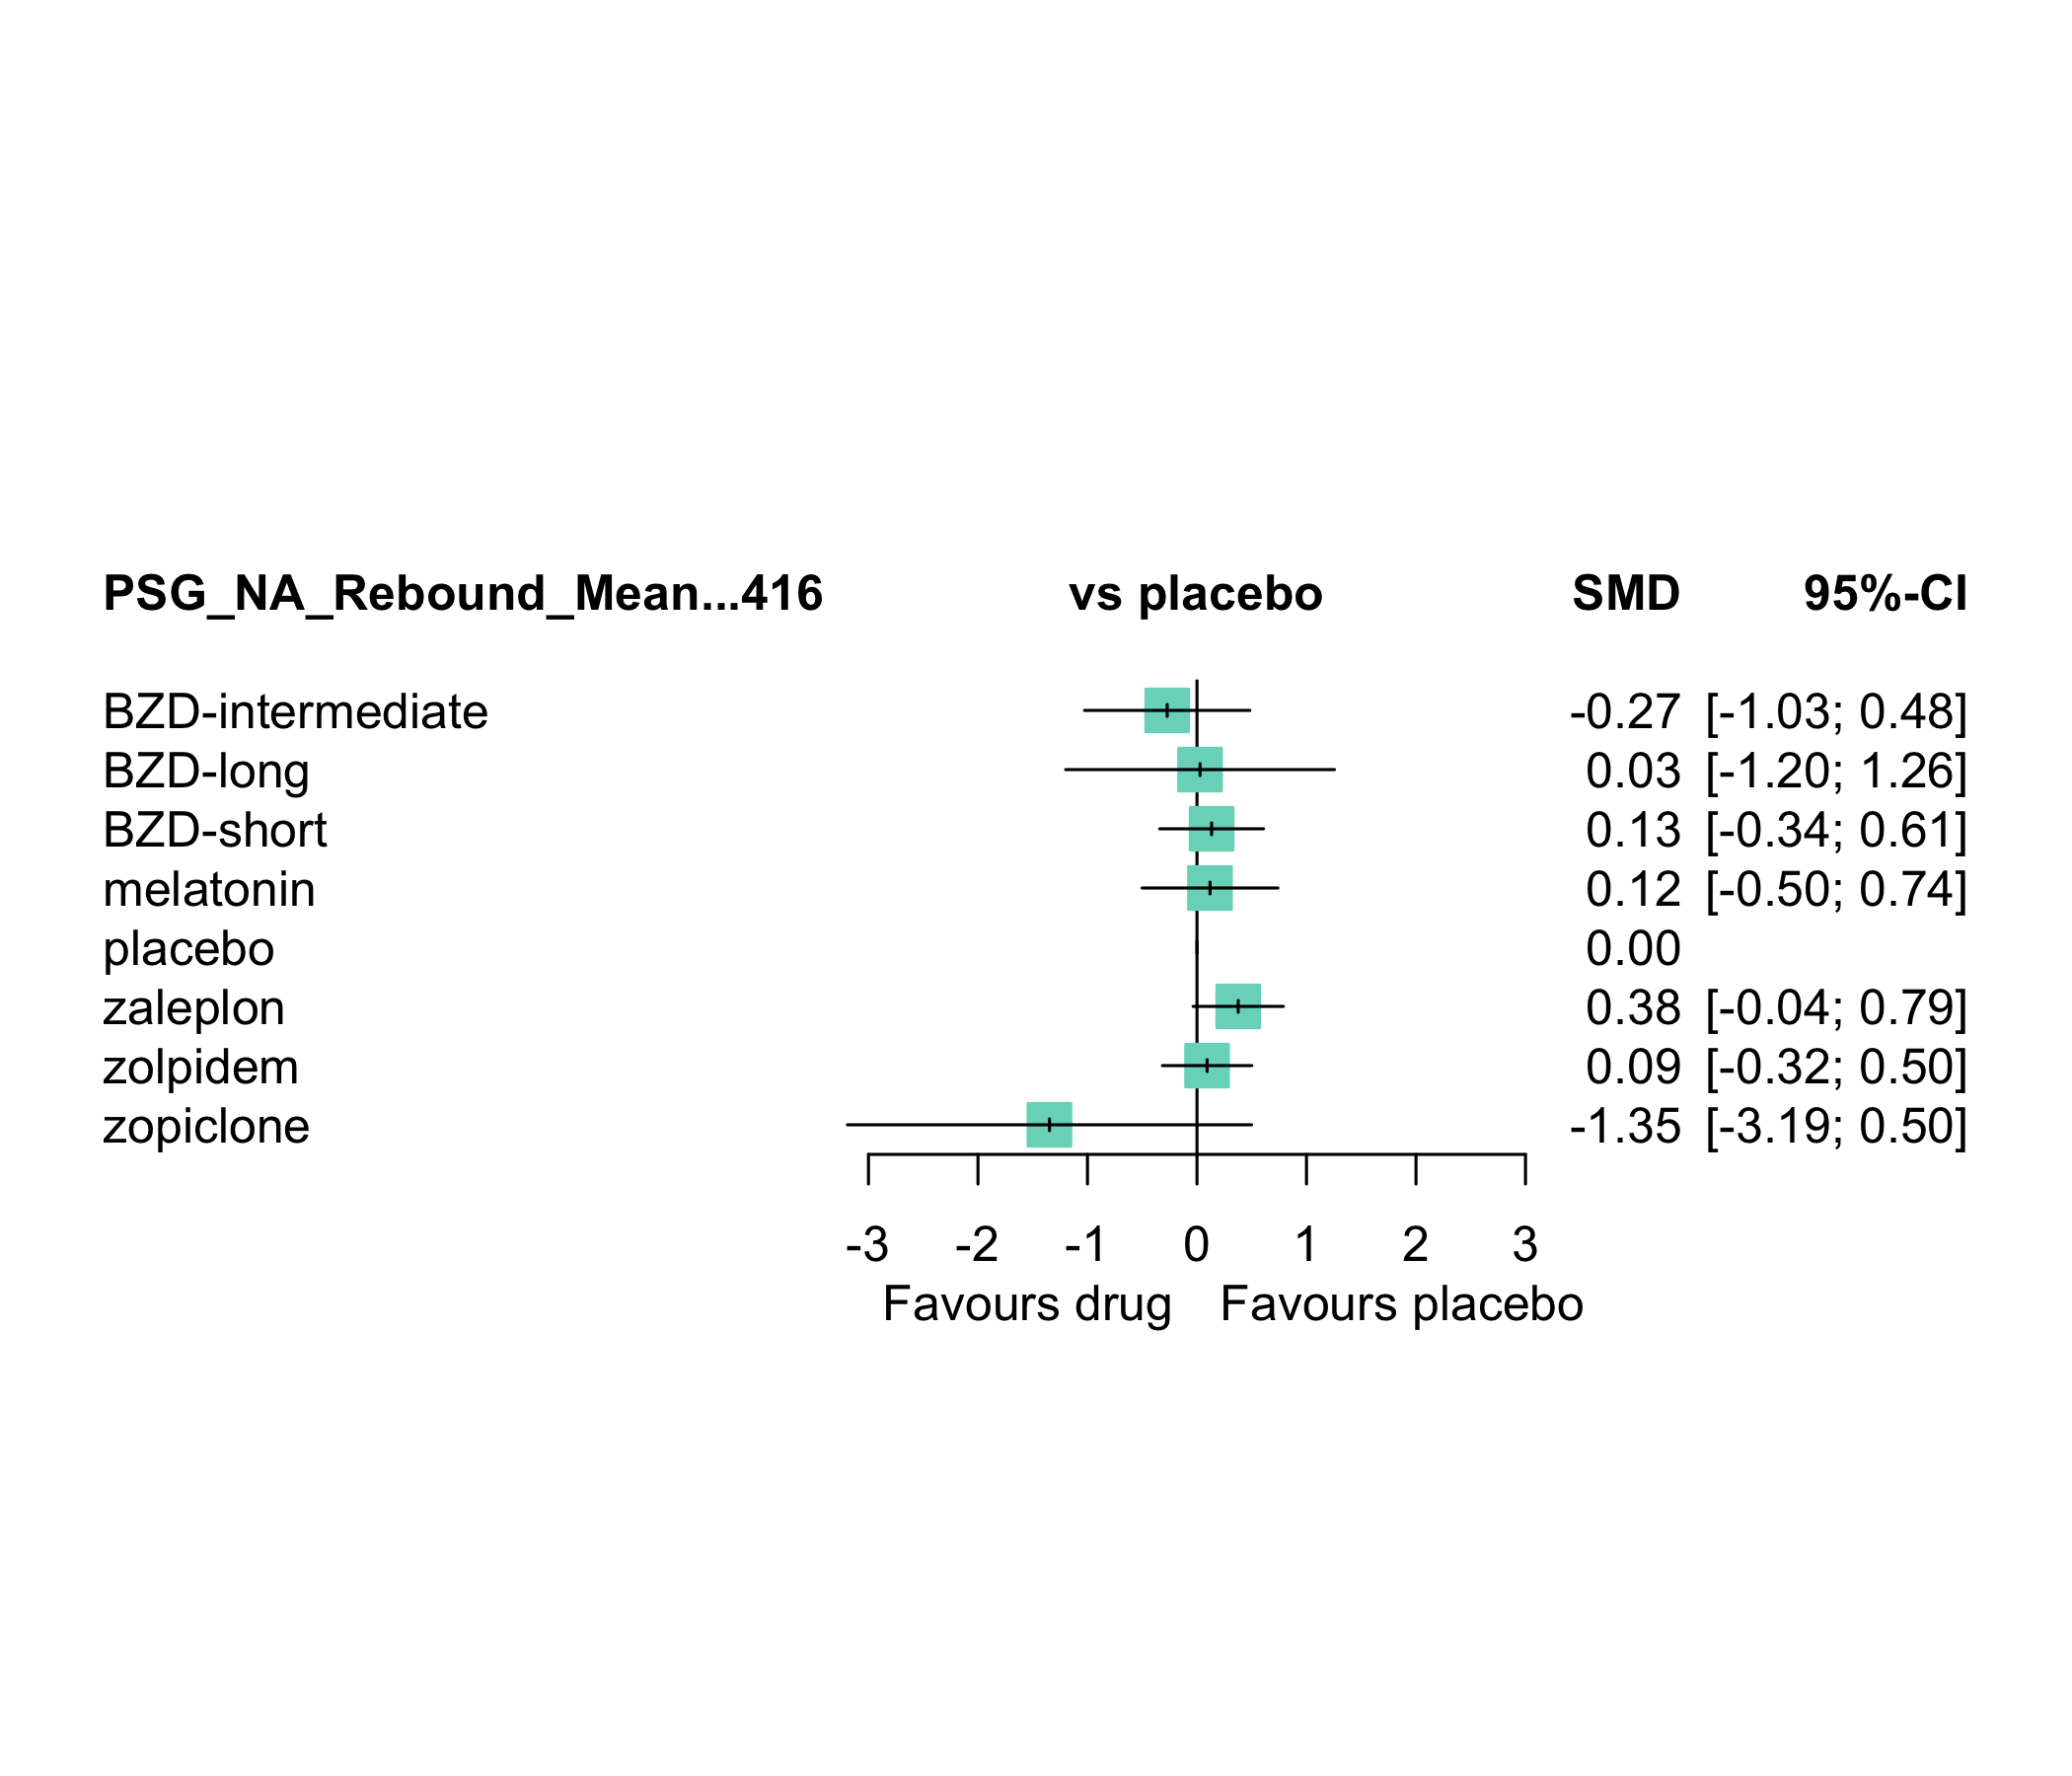 PSG_NA_Rebound_Mean...416 vs placebo SMD 95%-CI
BZD-intermediate -0.27 [-1.03; 0.48]
BZD-long 0.03 [-1.20; 1.26]
BZD-short 0.13 [-0.34; 0.61]
melatonin 0.12 [-0.50; 0.74]
placebo 0.00
zaleplon 0.38 [-0.04; 0.79]
zolpidem 0.09 [-0.32; 0.50]
zopiclone -1.35 [-3.19; 0.50]
-3 -2 -1 0 1 2 3
Favours drug Favours placebo